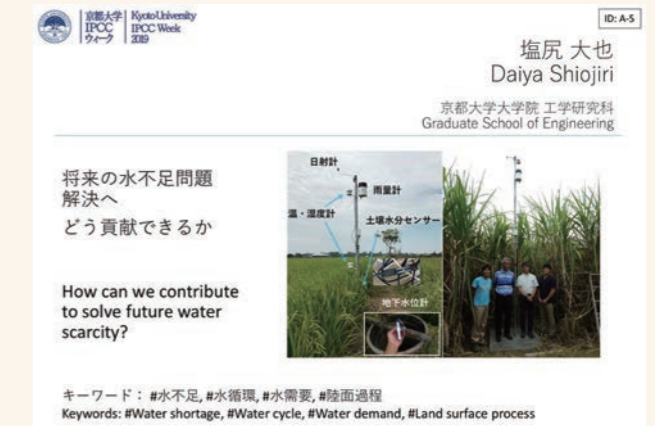 京都大学
IPCC
ウィーク
Kyoto University
IPCC Week
2019
ID: A-5
塩尻 大也
Daiya Shiojiri
京都大学大学院 工学研究科
Graduate School of Engineering
将来の水不足問題
解決へ
どう貢献できるか
How can we contribute
to solve future water
scarcity?
日射計
雨量計
温・湿度計
土壌水分センサー
地下水位計
キーワード： #水不足, #水循環, #水需要, #陸面過程
Keywords: #Water shortage, #Water cycle, #Water demand, #Land surface process